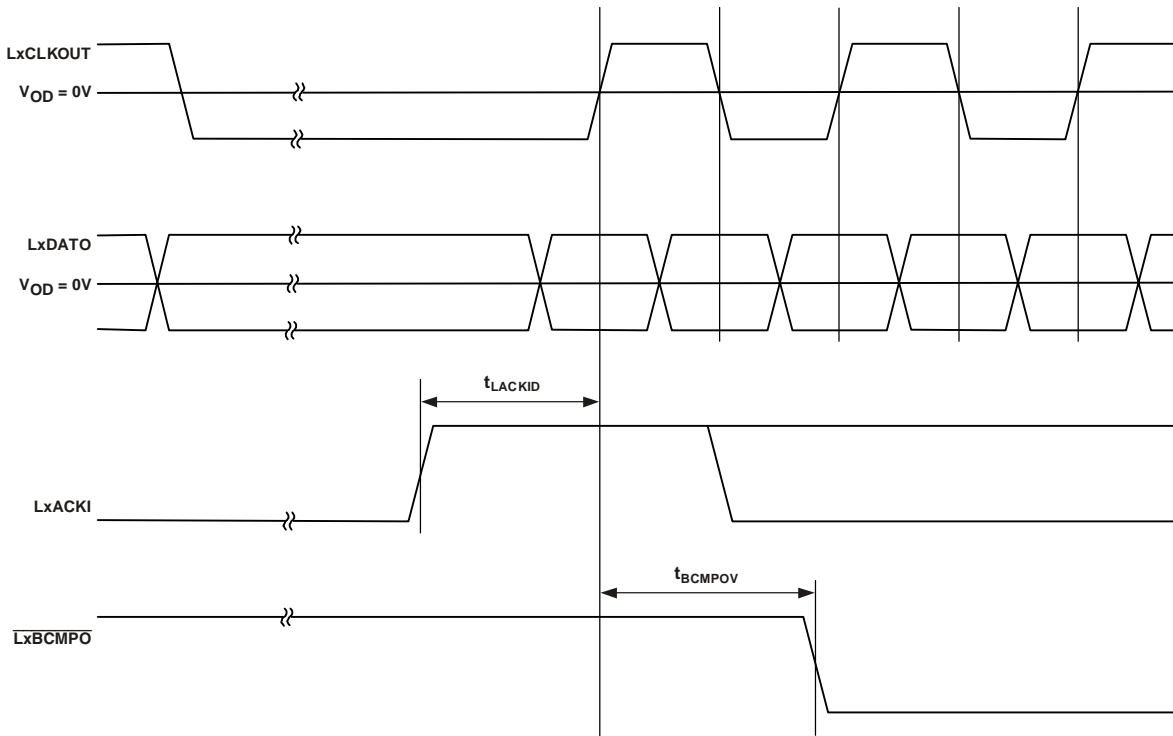 LxCLKOUT
VOD = 0V
LxDATO
VOD = 0V
tLACKID
LxACKI
tBCMPOV
LxBCMPO